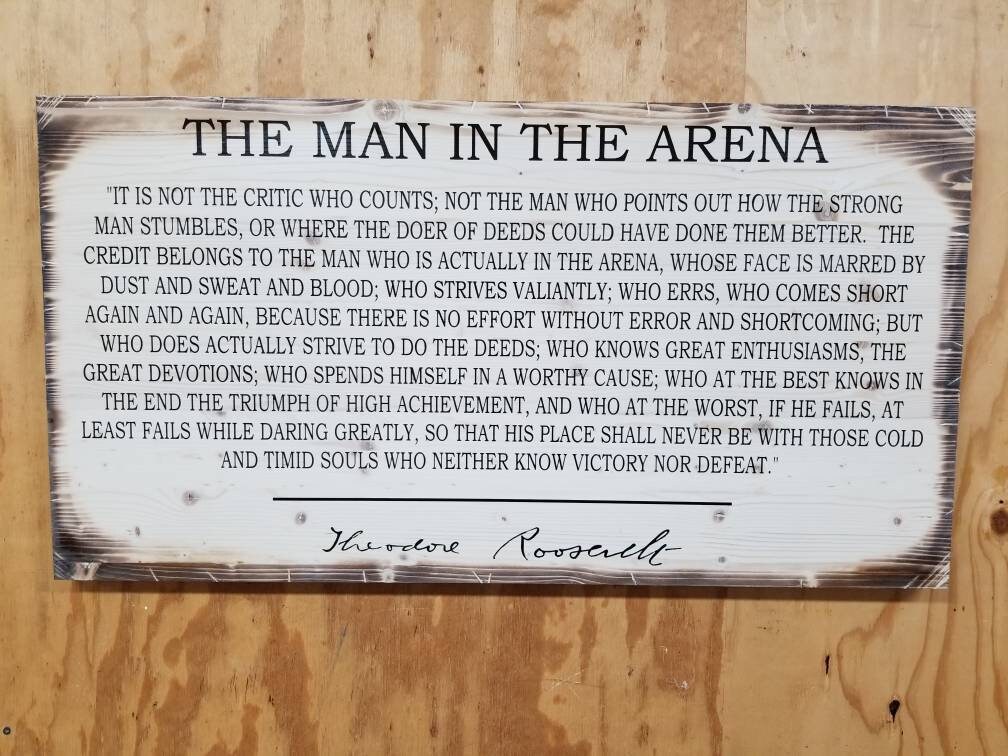 THE MAN IN THE ARENA
"IT IS NOT THE CRITIC WHO COUNTS; NOT THE MAN WHO POINTS OUT HOW THE STRONG
MAN STUMBLES, OR WHERE THE DOER OF DEEDS COULD HAVE DONE THEM BETTER. THE
CREDIT BELONGS TO THE MAN WHO IS ACTUALLY IN THE ARENA, WHOSE FACE IS MARRED BY
DUST AND SWEAT AND BLOOD; WHO STRIVES VALIANTLY; WHO ERRS, WHO COMES SHORT
AGAIN AND AGAIN, BECAUSE THERE IS NO EFFORT WITHOUT ERROR AND SHORTCOMING; BUT
WHO DOES ACTUALLY STRIVE TO DO THE DEEDS; WHO KNOWS GREAT ENTHUSIASMS, THE
GREAT DEVOTIONS; WHO SPENDS HIMSELF IN A WORTHY CAUSE; WHO AT THE BEST KNOWS IN
THE END THE TRIUMPH OF HIGH ACHIEVEMENT, AND WHO AT THE WORST, IF HE FAILS, AT
LEAST FAILS WHILE DARING GREATLY, SO THAT HIS PLACE SHALL NEVER BE WITH THOSE COLD
AND TIMID SOULS WHO NEITHER KNOW VICTORY NOR DEFEAT."
Theodore Roosevelt